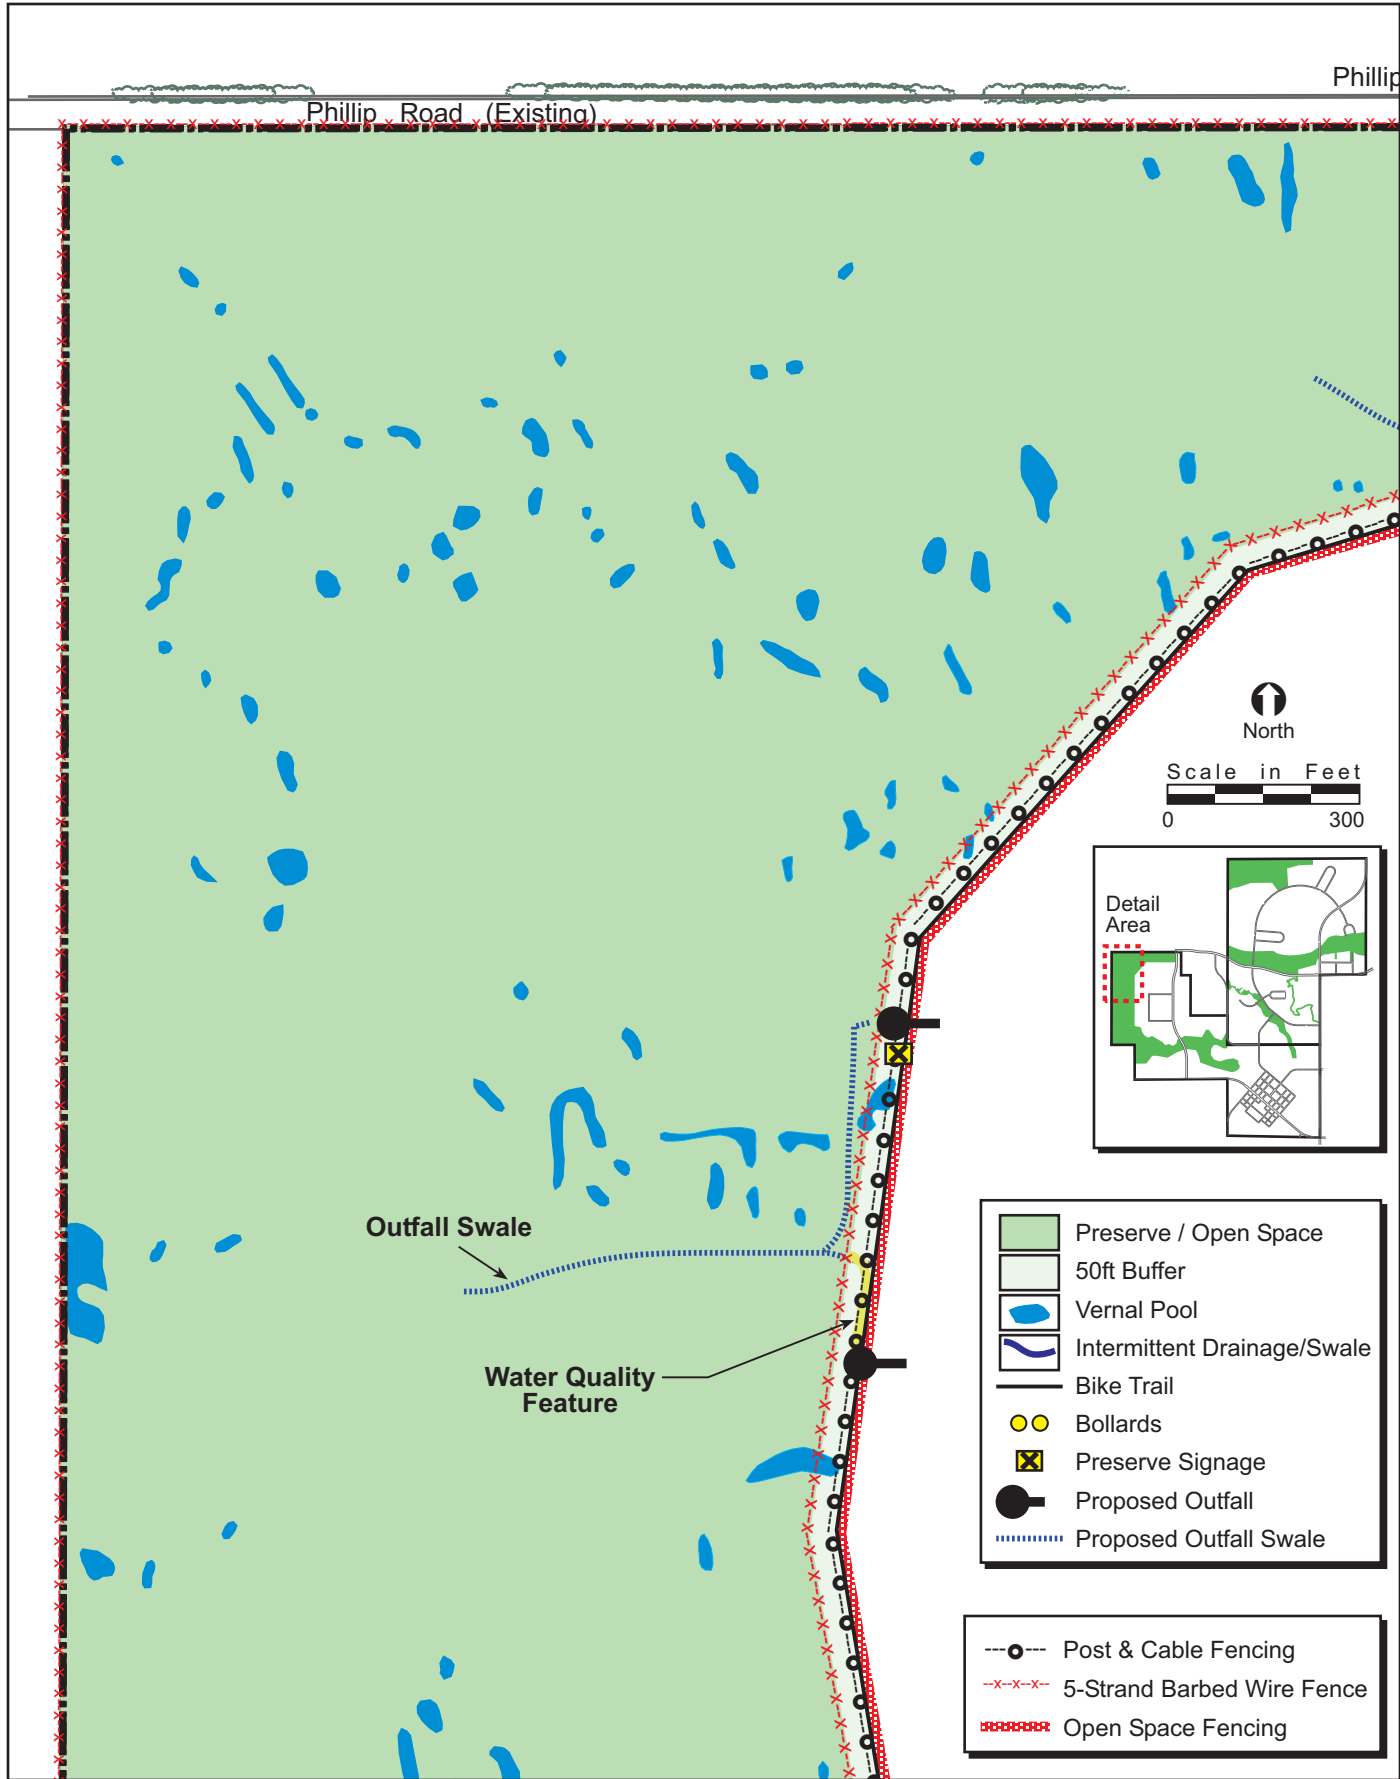 Phillip
Phillip Road (Existing)
North
Scale in Feet
0 300
Detail
Area
Outfall Swale
Water Quality
Feature
Preserve / Open Space
50ft Buffer
Vernal Pool
Intermittent Drainage/Swale
Bike Trail
Bollards
Preserve Signage
Proposed Outfall
Proposed Outfall Swale
Post & Cable Fencing
5-Strand Barbed Wire Fence
Open Space Fencing